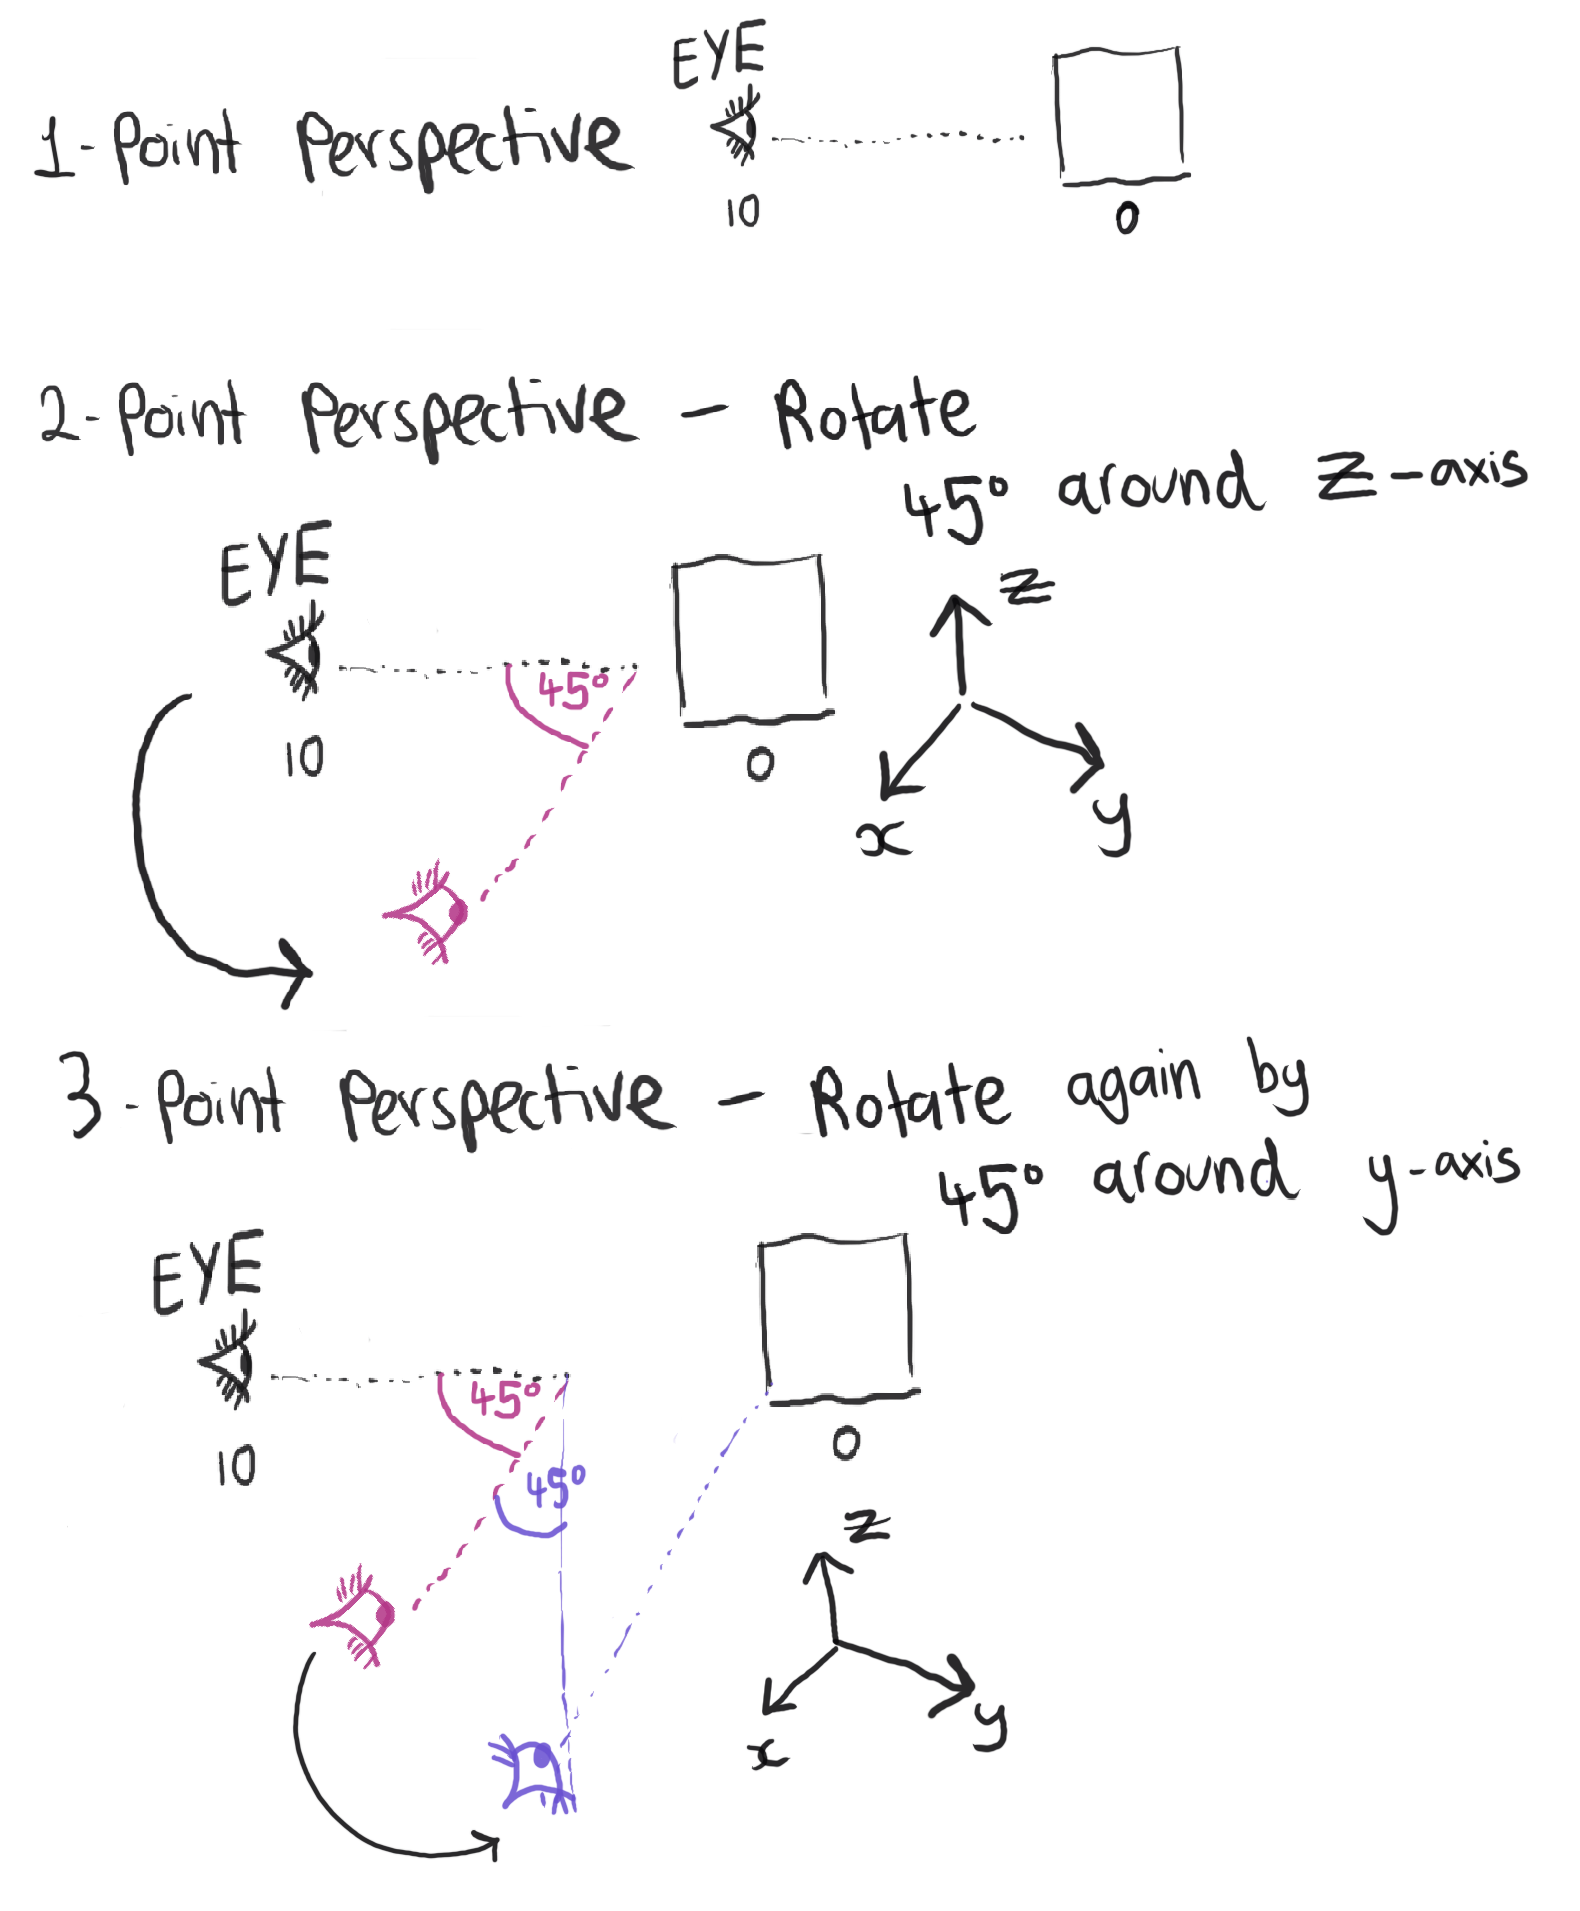 EYE
1-Point Perspective
10
0
2-Point Perspective - Rotate
45° around z-axis
EYE
z
45°
10
0
x
y
3-Point Perspective - Rotate again by
45° around y-axis
EYE
45°
10
0
45°
z
y
x